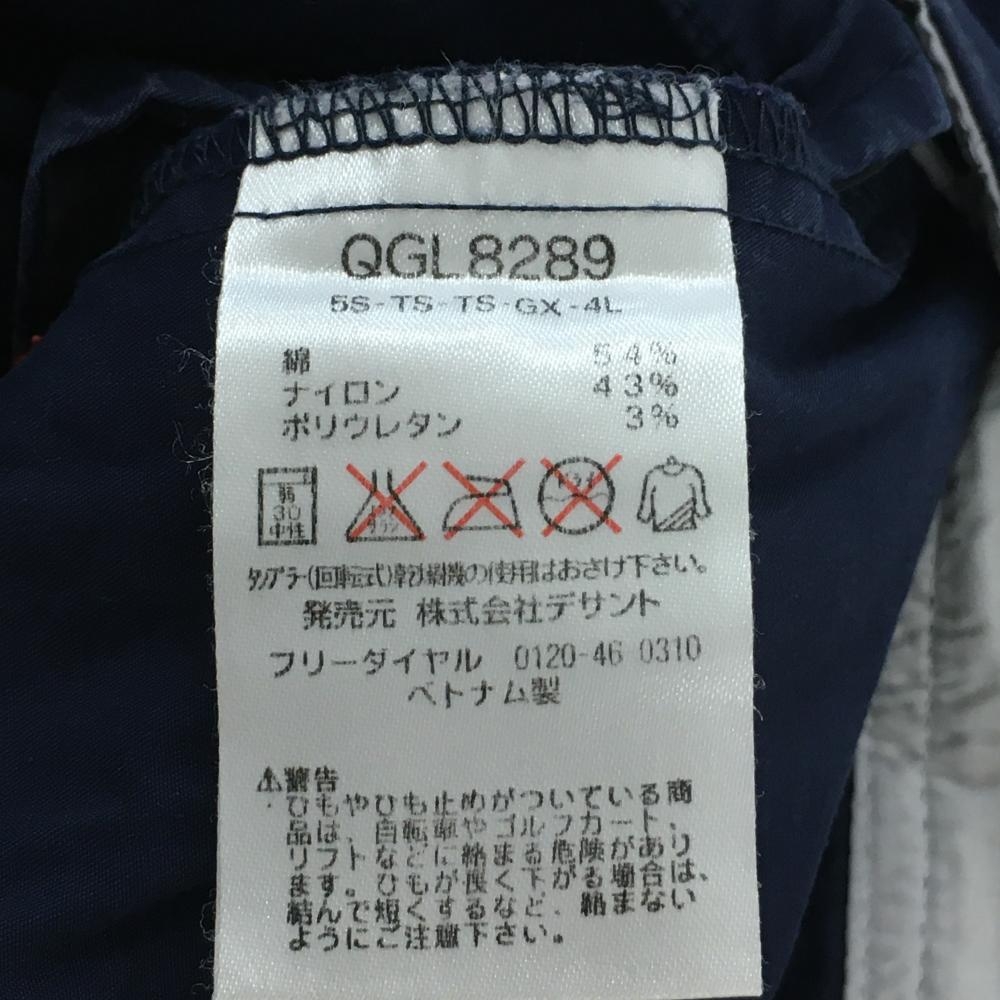 QGL8289
5S-TS-TS-GX-4L
綿 54%
ナイロン 43%
ポリウレタン 3%
弱
30
中性
タンブラー(回転式)乾燥機の使用はおさけ下さい。
発売元 株式会社デサント
フリーダイヤル 0120-46 0310
ベトナム製
⚠警告
・ひもやひも止めがついている商
品は、自転車やゴルフカート、
リフトなどに絡まる危険があり
ます。ひもが長く下がる場合は、
結んで短くするなど、絡まない
ようにご注意下さい。